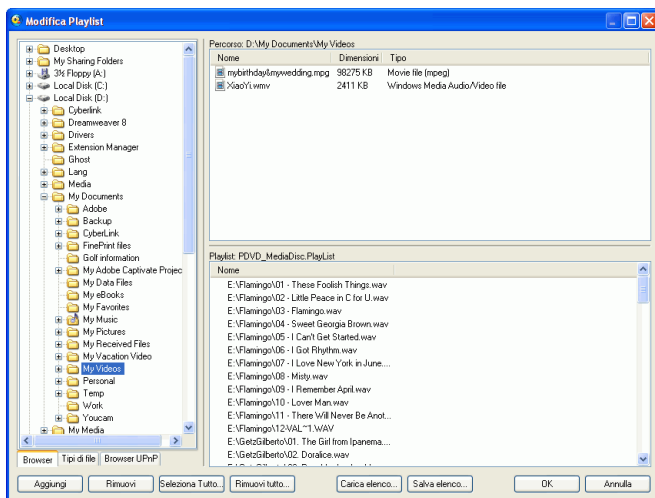 Modifica Playlist
Desktop
My Sharing Folders
3½ Floppy (A:)
Local Disk (C:)
Local Disk (D:)
Cyberlink
Dreamweaver 8
Drivers
Extension Manager
Ghost
Lang
Media
My Documents
Adobe
Backup
CyberLink
FinePrint files
Golf information
My Adobe Captivate Projec
My Data Files
My eBooks
My Favorites
My Music
My Pictures
My Received Files
My Vacation Video
My Videos
Personal
Temp
Work
Youcam
My Media
Browser Tipi di file Browser UPnP
Percorso: D:\My Documents\My Videos
Nome Dimensioni Tipo
mybirthday&mywedding.mpg 98275 KB Movie file (mpeg)
XiaoYi.wmv 2411 KB Windows Media Audio/Video file
Playlist: PDVD_MediaDisc.PlayList
Nome
E:\Flamingo\01 - These Foolish Things.wav
E:\Flamingo\02 - Little Peace in C for U.wav
E:\Flamingo\03 - Flamingo.wav
E:\Flamingo\04 - Sweet Georgia Brown.wav
E:\Flamingo\05 - I Can't Get Started.wav
E:\Flamingo\06 - I Got Rhythm.wav
E:\Flamingo\07 - I Love New York in June....
E:\Flamingo\08 - Misty.wav
E:\Flamingo\09 - I Remember April.wav
E:\Flamingo\10 - Lover Man.wav
E:\Flamingo\11 - There Will Never Be Anot...
E:\Flamingo\12-VAL~1.WAV
E:\GetzGilberto\01. The Girl from Ipanema....
E:\GetzGilberto\02. Doralice.wav
Aggiungi Rimuovi Seleziona Tutto... Rimuovi tutto... Carica elenco... Salva elenco... OK Annulla